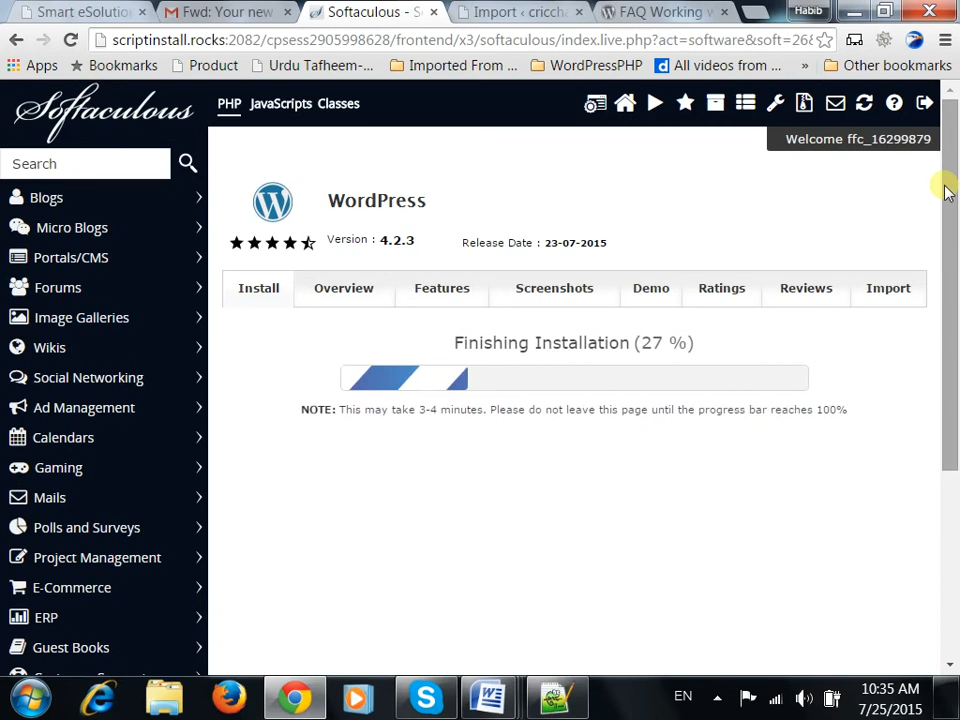 Smart eSolutio
Fwd: Your new
Softaculous - S
Import ‹ cricch
FAQ Working w
Habib
scriptinstall.rocks:2082/cpsess2905998628/frontend/x3/softaculous/index.live.php?act=software&soft=26&
Apps
Bookmarks
Product
Urdu Tafheem-...
Imported From ...
WordPressPHP
All videos from ...
»
Other bookmarks
Softaculous
PHP
JavaScripts
Classes
Welcome ffc_16299879
Search
Blogs
Micro Blogs
Portals/CMS
Forums
Image Galleries
Wikis
Social Networking
Ad Management
Calendars
Gaming
Mails
Polls and Surveys
Project Management
E-Commerce
ERP
Guest Books
WordPress
Version : 4.2.3
Release Date : 23-07-2015
Install
Overview
Features
Screenshots
Demo
Ratings
Reviews
Import
Finishing Installation (27 %)
NOTE: This may take 3-4 minutes. Please do not leave this page until the progress bar reaches 100%
EN
10:35 AM
7/25/2015